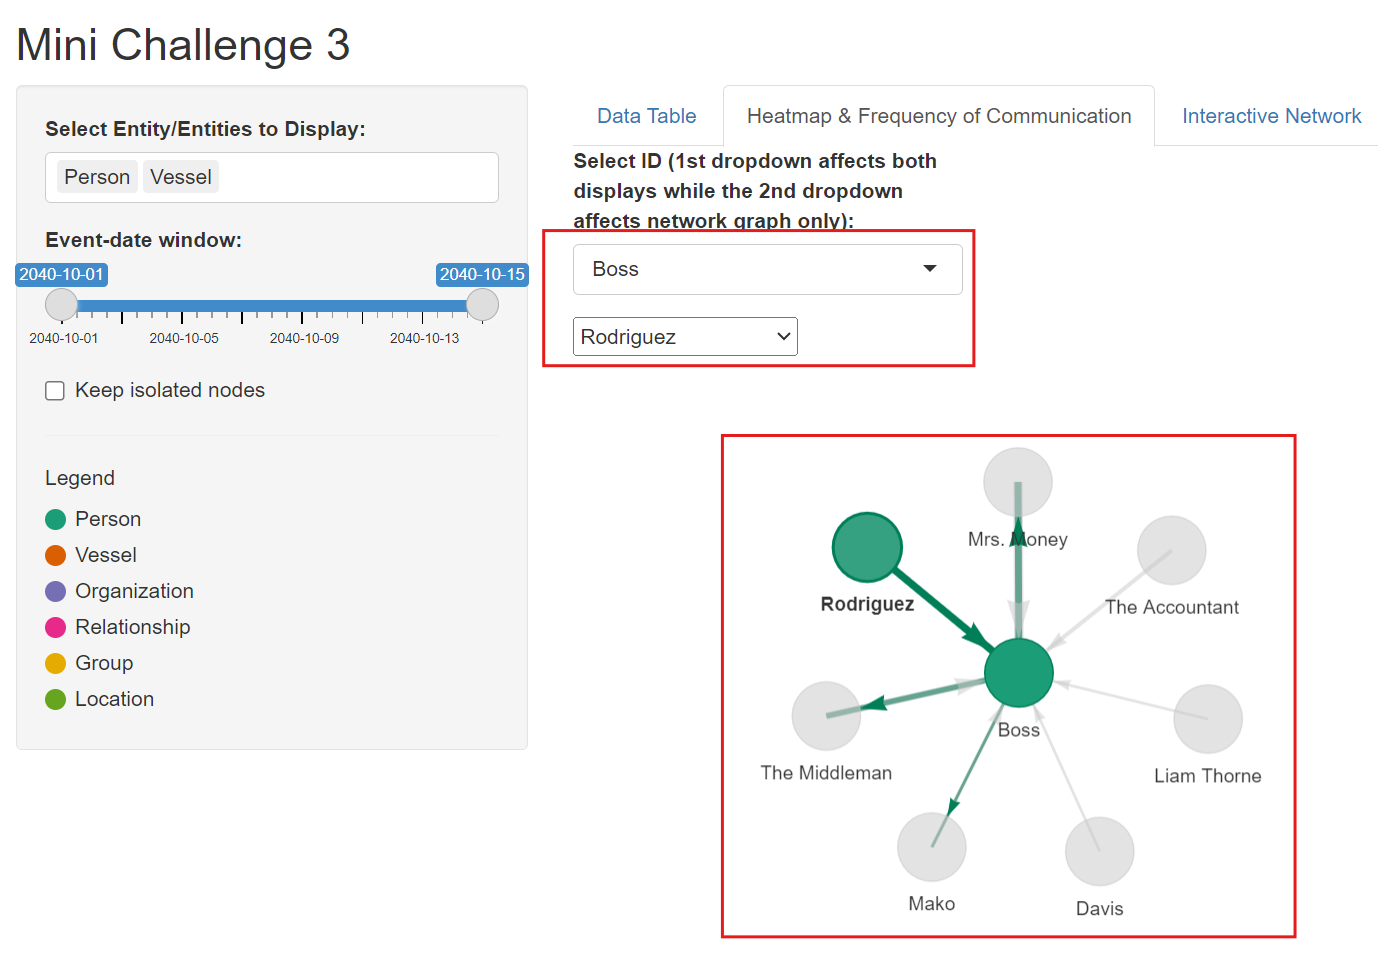 Mini Challenge 3
Select Entity/Entities to Display:
Person Vessel
Event-date window:
2040-10-01 2040-10-15
2040-10-01 2040-10-05 2040-10-09 2040-10-13
Keep isolated nodes
Legend
Person
Vessel
Organization
Relationship
Group
Location
Data Table Heatmap & Frequency of Communication Interactive Network
Select ID (1st dropdown affects both
displays while the 2nd dropdown
affects network graph only):
Boss
Rodriguez
Mrs. Money
Rodriguez
The Accountant
Boss
The Middleman
Liam Thorne
Mako
Davis